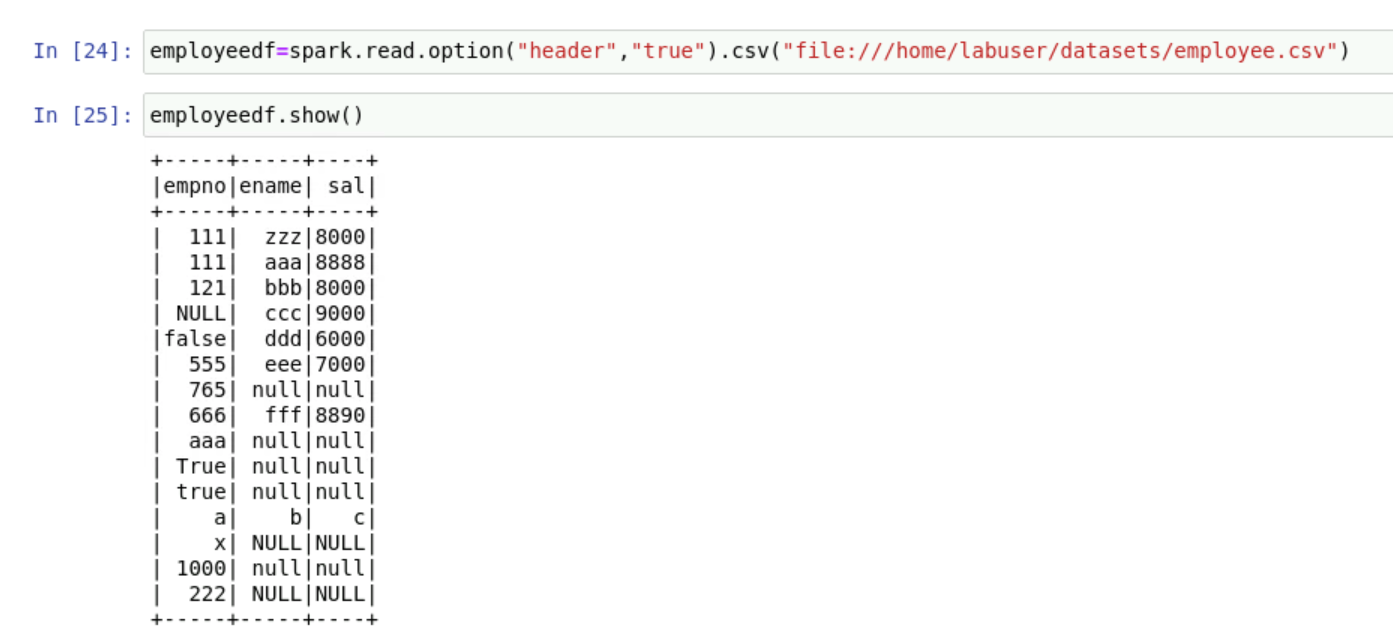 In [24]: employeedf=spark.read.option("header","true").csv("file:///home/labuser/datasets/employee.csv")
In [25]: employeedf.show()
+-----+-----+----+
|empno|ename| sal|
+-----+-----+----+
|  111|  zzz|8000|
|  111|  aaa|8888|
|  121|  bbb|8000|
| NULL|  ccc|9000|
|false|  ddd|6000|
|  555|  eee|7000|
|  765| null|null|
|  666|  fff|8890|
|  aaa| null|null|
| True| null|null|
| true| null|null|
|    a|    b|   c|
|    x| NULL|NULL|
| 1000| null|null|
|  222| NULL|NULL|
+-----+-----+----+